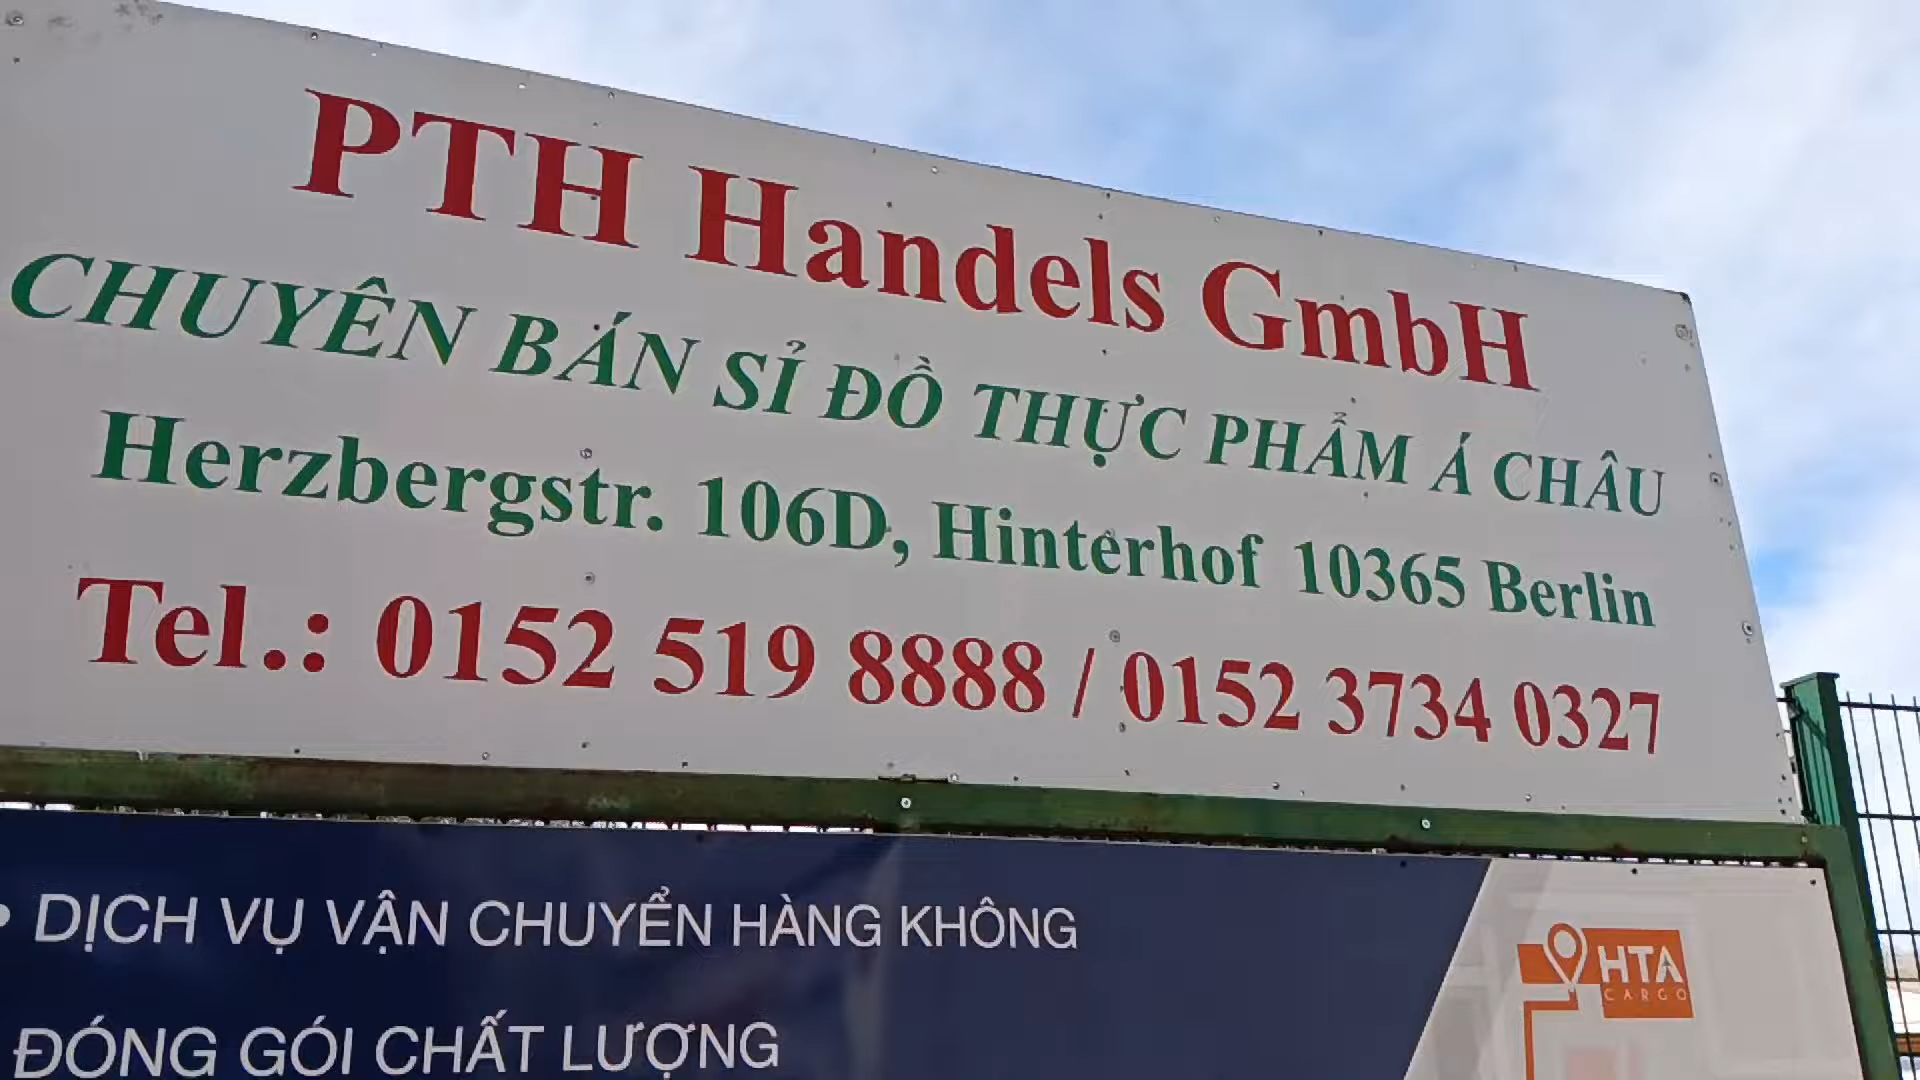 PTH Handels GmbH
CHUYÊN BÁN SỈ ĐỒ THỰC PHẨM Á CHÂU
Herzbergstr. 106D, Hinterhof 10365 Berlin
Tel.: 0152 519 8888 / 0152 3734 0327
• DỊCH VỤ VẬN CHUYỂN HÀNG KHÔNG
HTA
CARGO
ĐÓNG GÓI CHẤT LƯỢNG